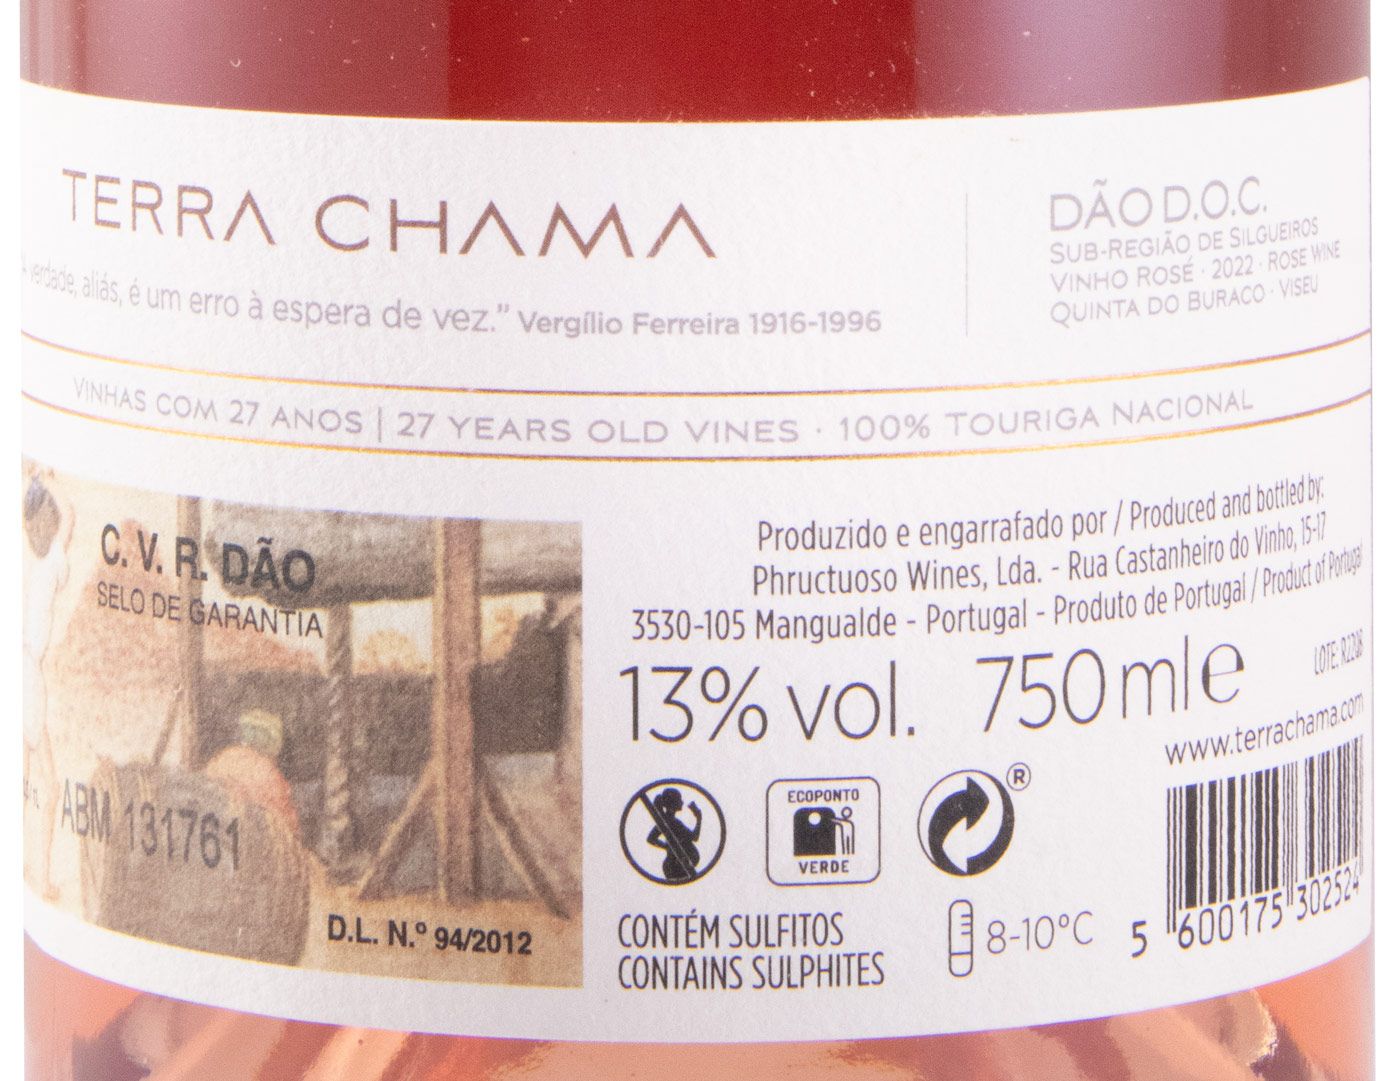 TERRA CHAMA
verdade, aliás, é um erro à espera de vez.” Vergílio Ferreira 1916-1996
DÃO D.O.C.
SUB-REGIÃO DE SILGUEIROS
VINHO ROSÉ · 2022 · ROSE WINE
QUINTA DO BURACO · VISEU
VINHAS COM 27 ANOS | 27 YEARS OLD VINES · 100% TOURIGA NACIONAL
C. V. R. DÃO
SELO DE GARANTIA
ABM 131761
D.L. N.º 94/2012
Produzido e engarrafado por / Produced and bottled by:
Phructuoso Wines, Lda. - Rua Castanheiro do Vinho, 15-17
3530-105 Mangualde - Portugal - Produto de Portugal / Product of Portugal
LOTE: R2208
13% vol. 750 ml e
www.terrachama.com
ECOPONTO
VERDE
®
CONTÉM SULFITOS
CONTAINS SULPHITES
8-10°C
5 600175 302524